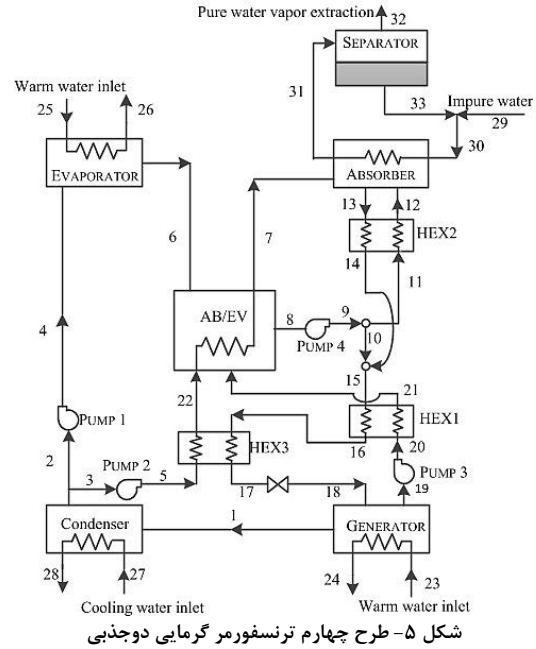 Pure water vapor extraction
32
SEPARATOR
31
33
Impure water
29
30
Warm water inlet
25
26
EVAPORATOR
ABSORBER
13
12
HEX2
14
11
6
7
4
AB/EV
8
9
PUMP 4
10
15
21
22
HEX1
16
20
HEX3
PUMP 1
2
3
PUMP 2
5
17
18
PUMP 3
19
Condenser
1
GENERATOR
28
27
24
23
Cooling water inlet
Warm water inlet
شکل ۵- طرح چهارم ترنسفورمر گرمایی دوجذبی